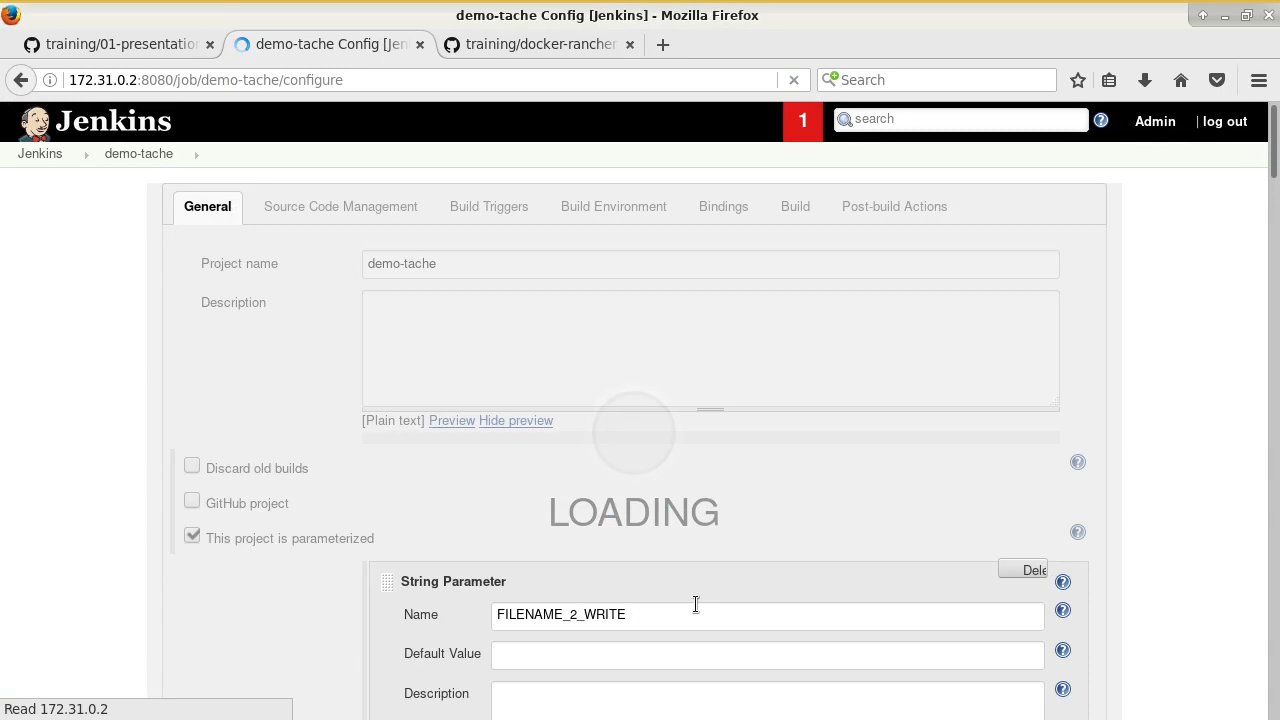 demo-tache Config [Jenkins] - Mozilla Firefox
training/01-presentation
demo-tache Config [Jen
training/docker-rancher
172.31.0.2:8080/job/demo-tache/configure
Search
Jenkins
1
search
Admin
| log out
Jenkins
demo-tache
General
Source Code Management
Build Triggers
Build Environment
Bindings
Build
Post-build Actions
Project name
demo-tache
Description
[Plain text] Preview Hide preview
Discard old builds
GitHub project
LOADING
This project is parameterized
Dele
String Parameter
Name
FILENAME_2_WRITE
Default Value
Description
Read 172.31.0.2